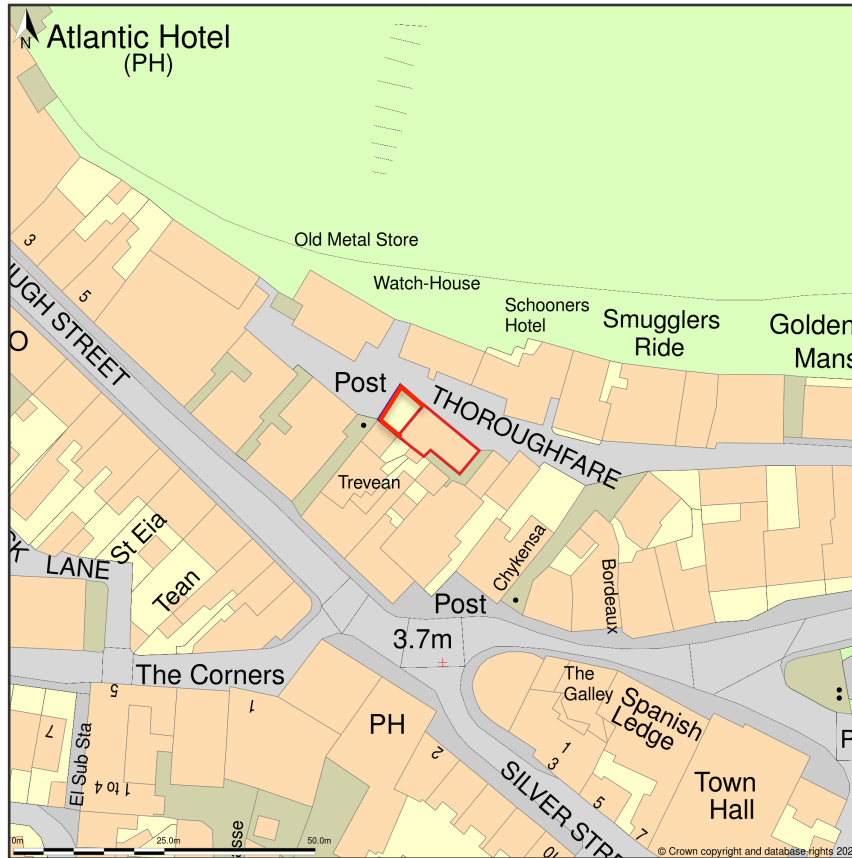 N
Atlantic Hotel
(PH)
Old Metal Store
3
Watch-House
5
Schooners
Hotel
Smugglers
Ride
Golden
Mans
UGH STREET
O
Post
THOROUGHFARE
Trevean
St Eia
Chykensa
CK LANE
Tean
Bordeaux
Post
3.7m
The Corners
The
Galley
5
1
Spanish
Ledge
7
PH
2
El Sub Sta
1
3
1 to 4
5
Town
Hall
P
SILVER STRE
7
sse
10
0m
25.0m
50.0m
© Crown copyright and database rights 202